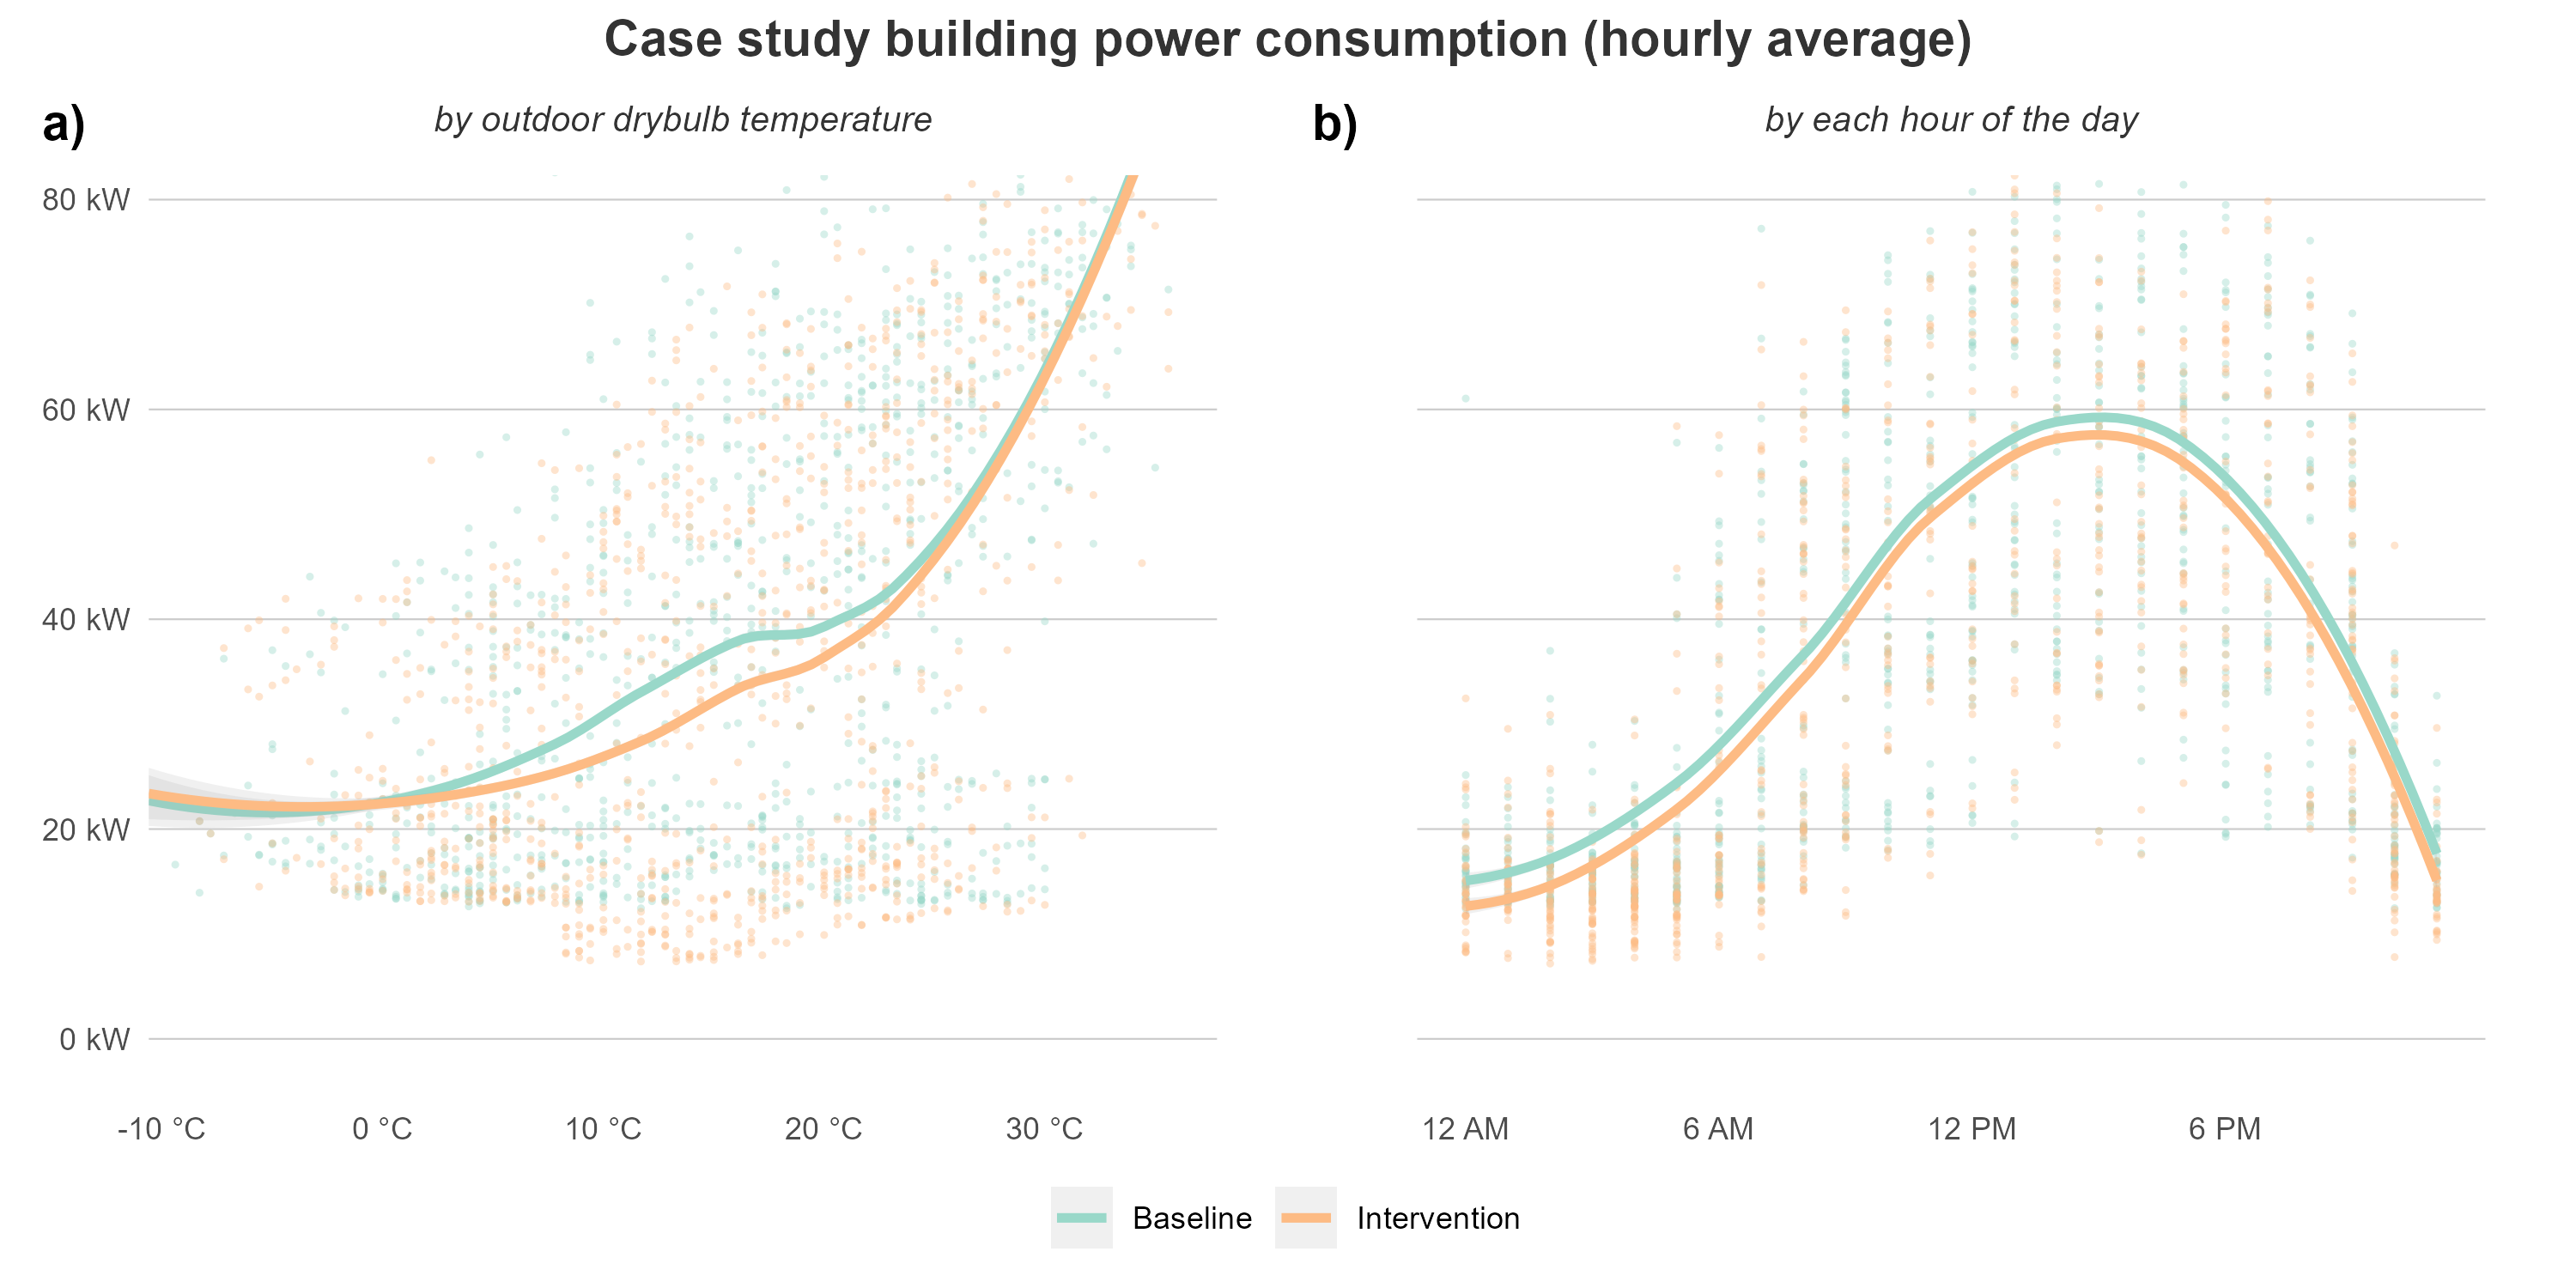 Case study building power consumption (hourly average)
a)
by outdoor drybulb temperature
b)
by each hour of the day
80 kW
60 kW
40 kW
20 kW
0 kW
-10 °C 0 °C 10 °C 20 °C 30 °C
12 AM 6 AM 12 PM 6 PM
Baseline Intervention